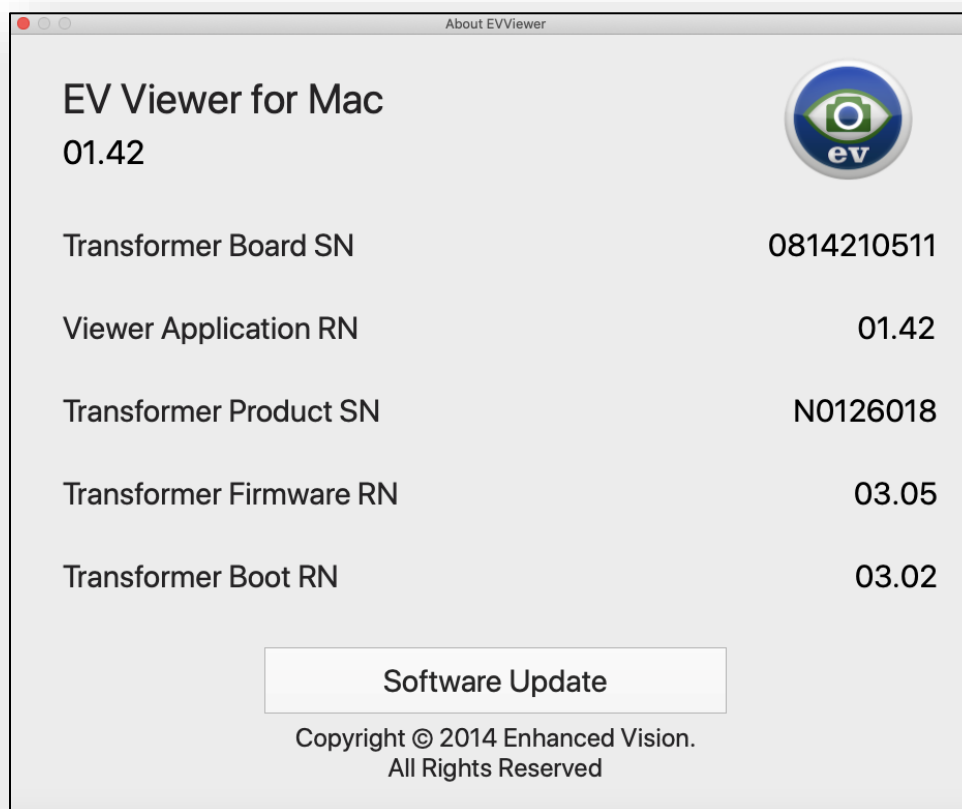 About EVViewer
EV Viewer for Mac
01.42
ev
Transformer Board SN 0814210511
Viewer Application RN 01.42
Transformer Product SN N0126018
Transformer Firmware RN 03.05
Transformer Boot RN 03.02
Software Update
Copyright © 2014 Enhanced Vision.
All Rights Reserved